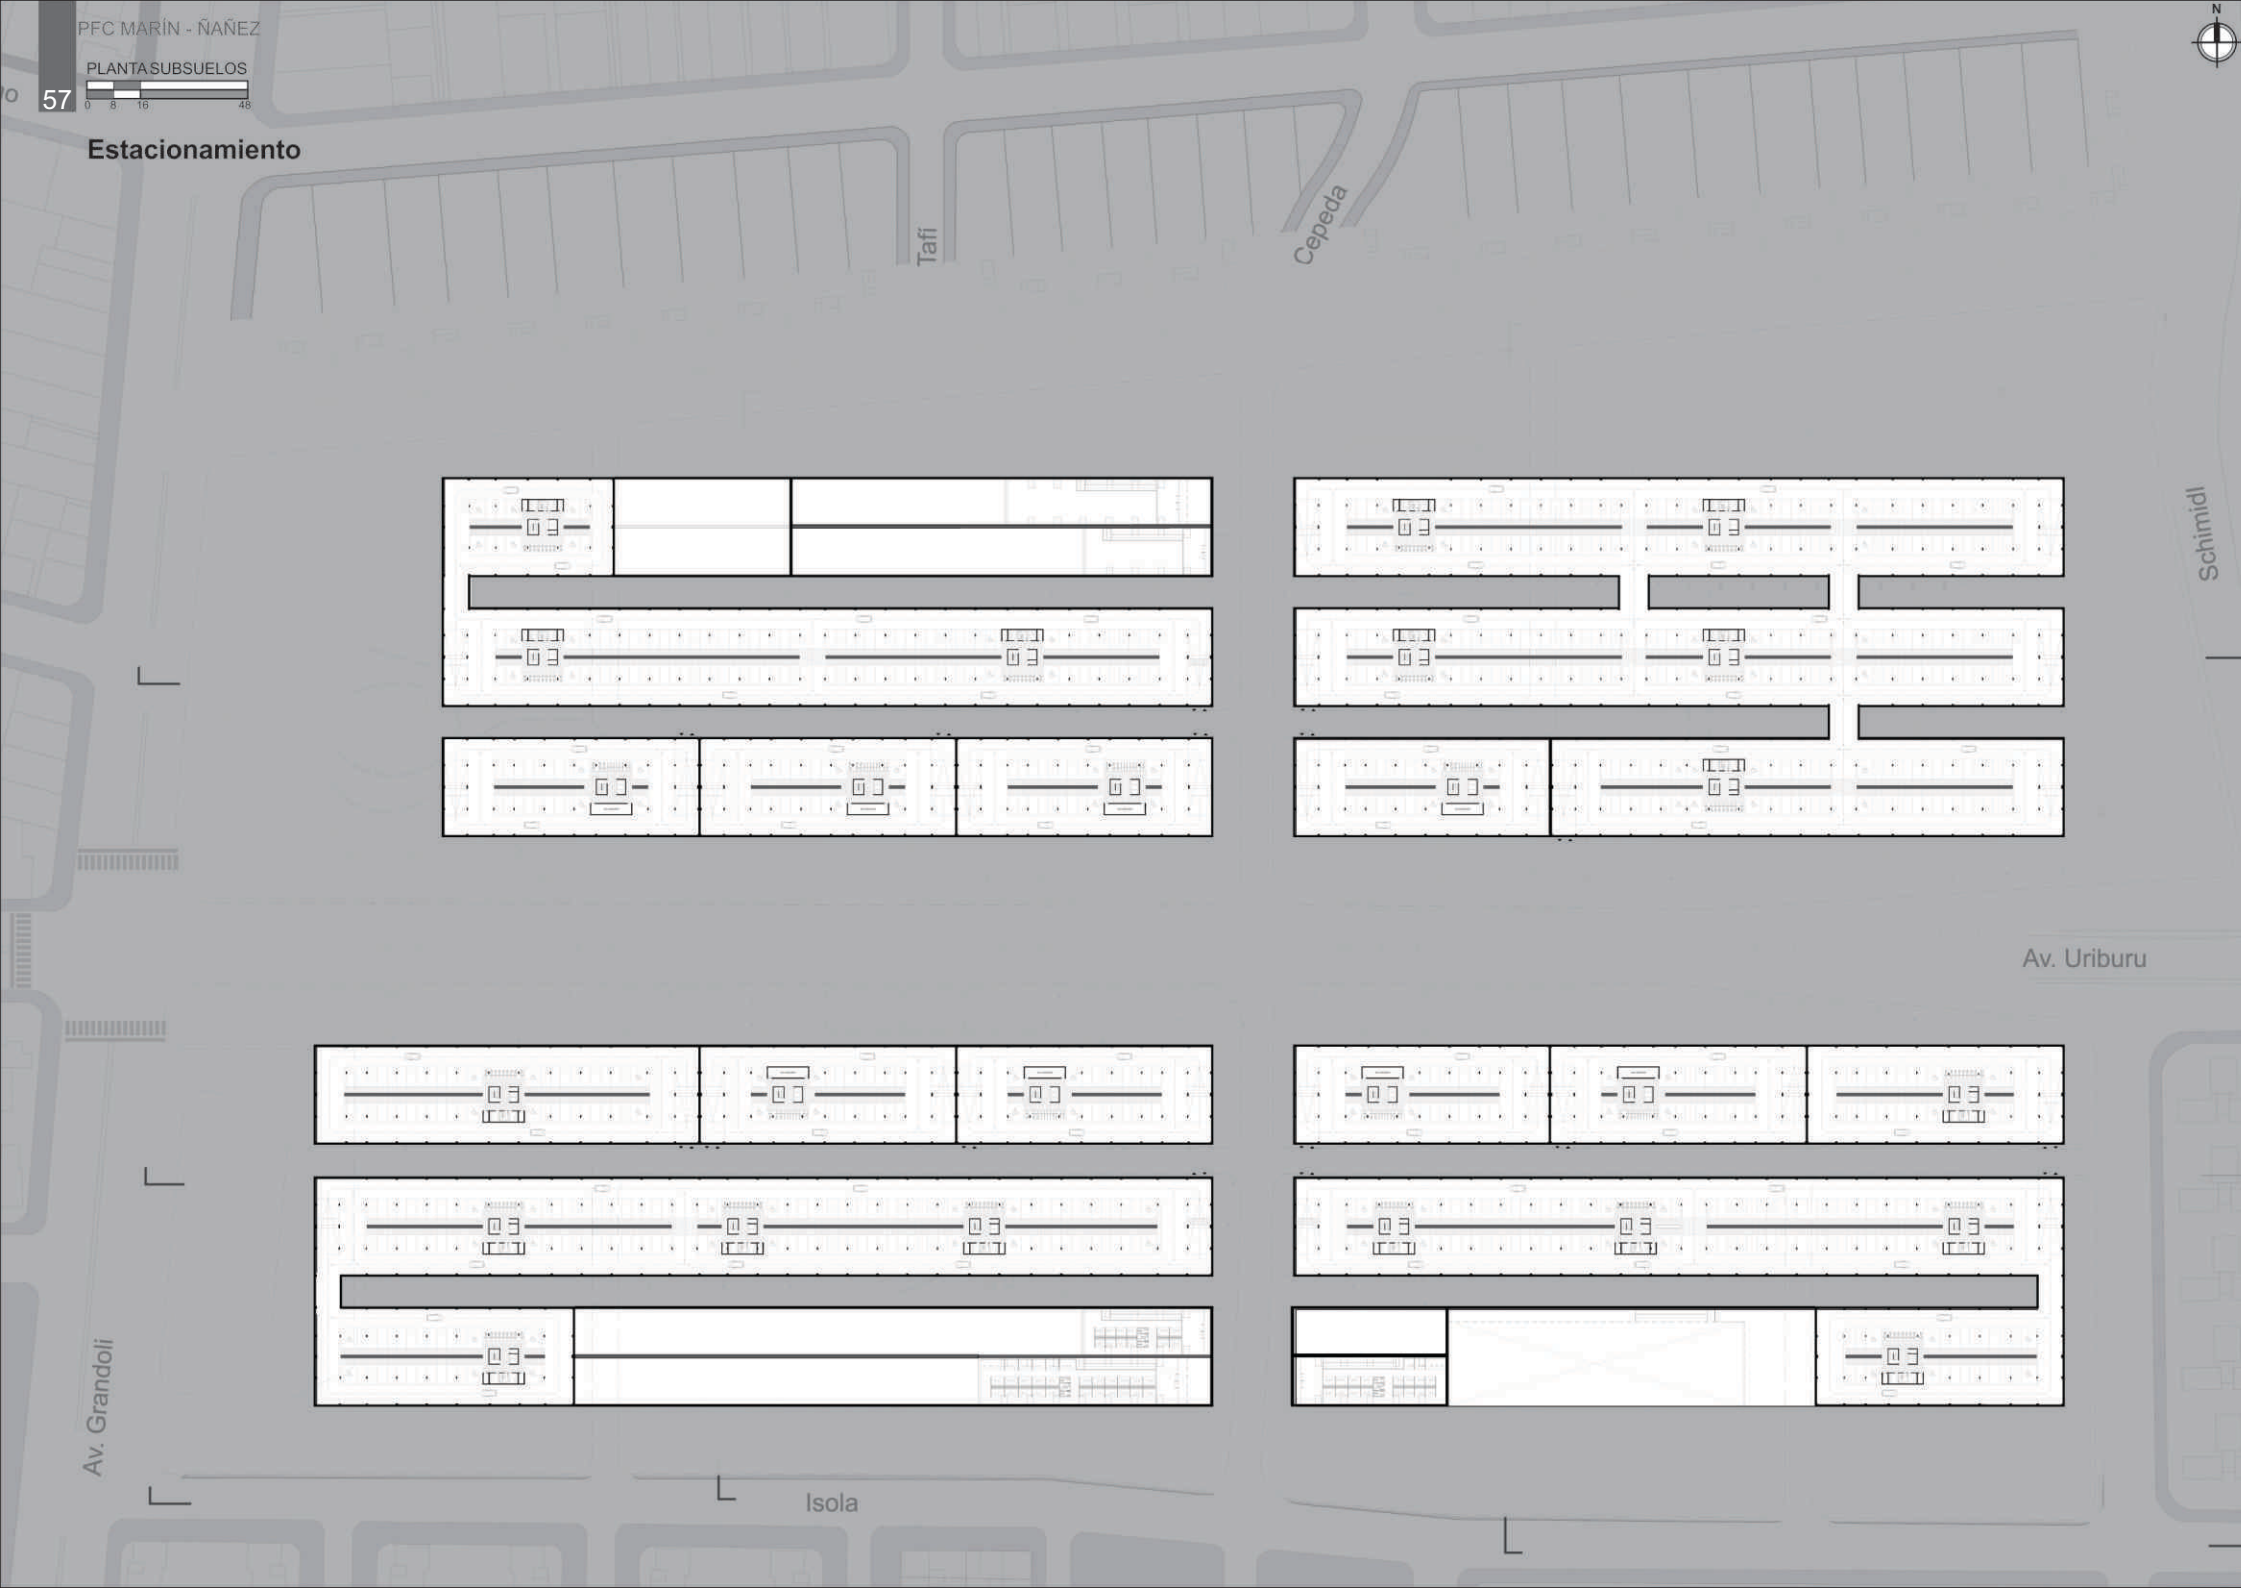 PFC MARÍN - ÑAÑEZ
PLANTA SUBSUELOS
57
0 8 16 48
Estacionamiento
N
Tafí
Cepeda
Schimidl
Av. Uriburu
Av. Grandoli
Isola